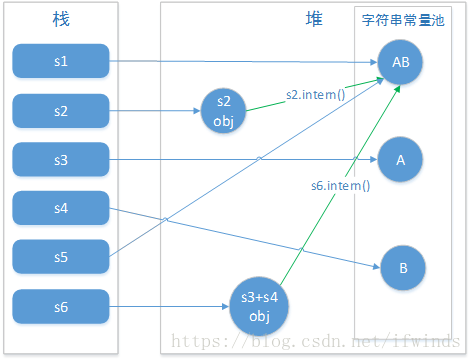 栈
堆
字符串常量池
s1
AB
s2
s2
obj
s2.intern()
s3
A
s6.intern()
s4
s5
B
s6
s3+s4
obj
https://blog.csdn.net/ifwinds